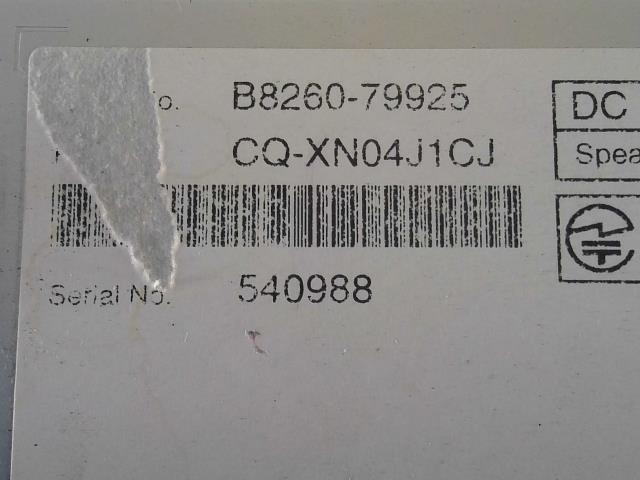 o. B8260-79925
CQ-XN04J1CJ
Serial No. 540988
DC
Spea